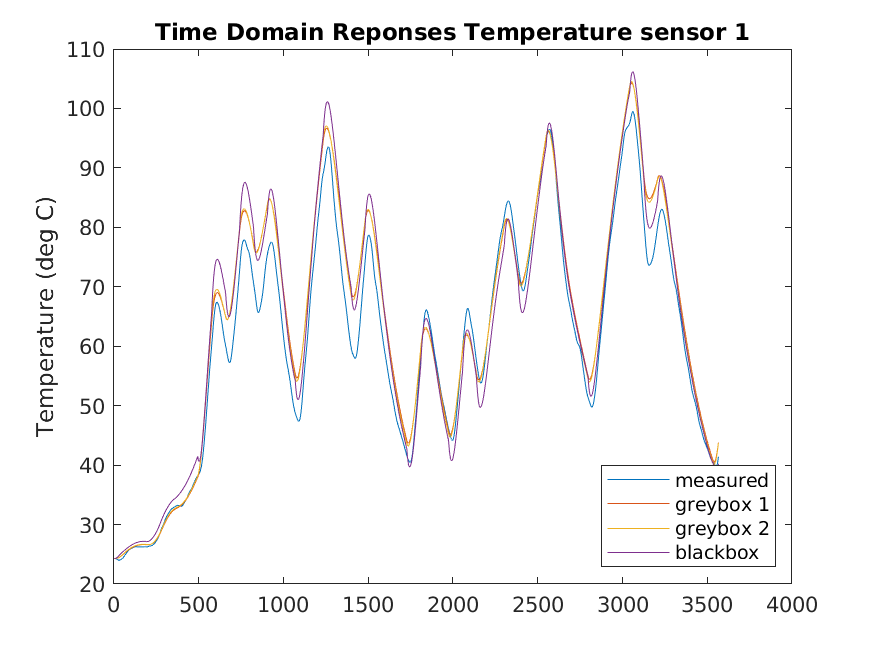 Time Domain Reponses Temperature sensor 1
110
100
90
80
70
60
50
40
30
20
Temperature (deg C)
0 500 1000 1500 2000 2500 3000 3500 4000
measured
greybox 1
greybox 2
blackbox